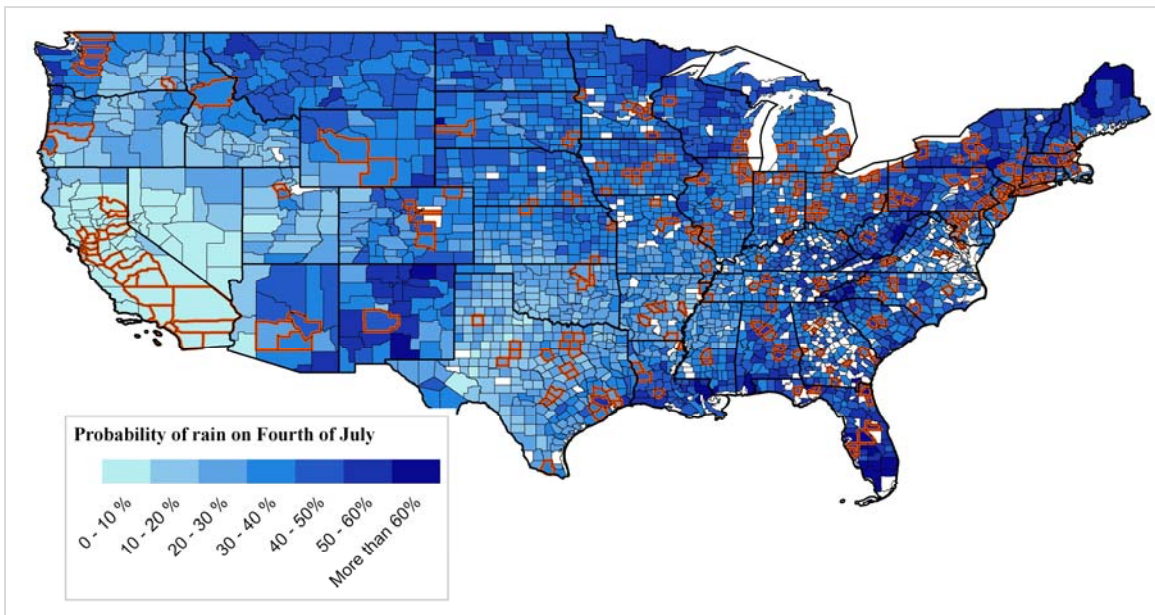 Probability of rain on Fourth of July
0 - 10 %
10 - 20 %
20 - 30 %
30 - 40 %
40 - 50%
50 - 60%
More than 60%